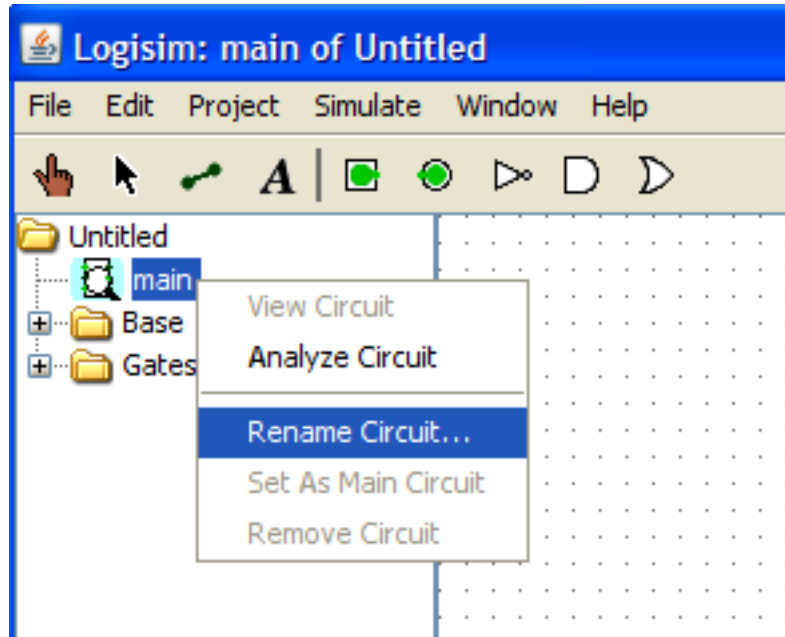 Logisim: main of Untitled
File Edit Project Simulate Window Help
A
Untitled
main
View Circuit
Base
Analyze Circuit
Gates
Rename Circuit...
Set As Main Circuit
Remove Circuit